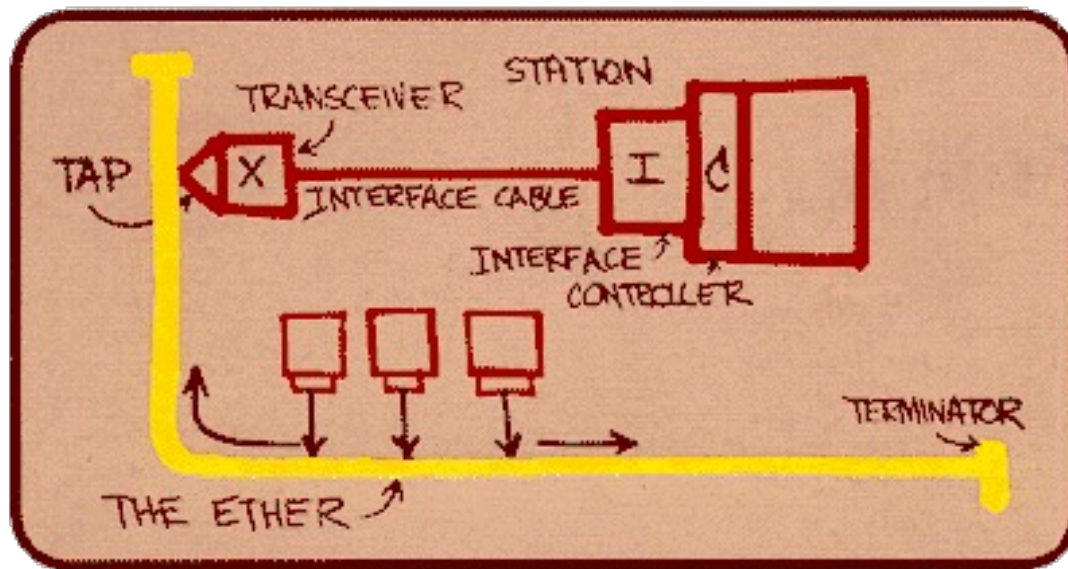 STATION
TRANSCEIVER
TAP
X
I
C
INTERFACE CABLE
INTERFACE
CONTROLLER
TERMINATOR
THE ETHER